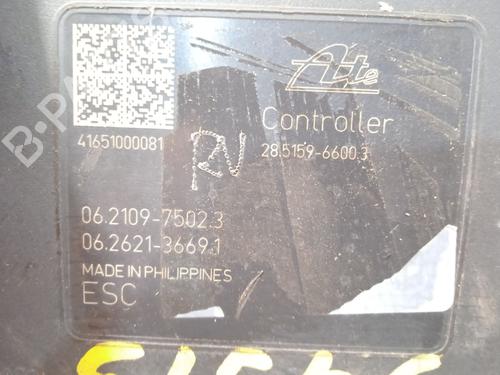 Ate
Controller
41651000081
28.5159-6600.3
RN
06.2109-7502.3
06.2621-3669.1
MADE IN PHILIPPINES
ESC